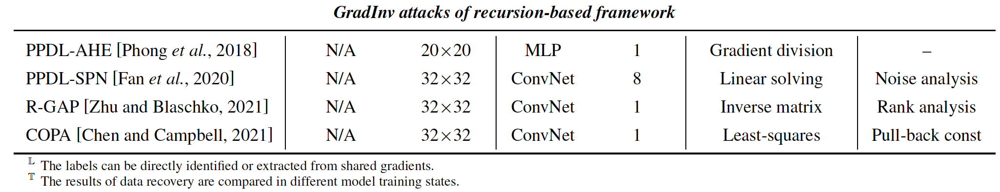 GradInv attacks of recursion-based framework
PPDL-AHE [Phong et al., 2018] N/A 20×20 MLP 1 Gradient division –
PPDL-SPN [Fan et al., 2020] N/A 32×32 ConvNet 8 Linear solving Noise analysis
R-GAP [Zhu and Blaschko, 2021] N/A 32×32 ConvNet 1 Inverse matrix Rank analysis
COPA [Chen and Campbell, 2021] N/A 32×32 ConvNet 1 Least-squares Pull-back const
𝕃 The labels can be directly identified or extracted from shared gradients.
𝕋 The results of data recovery are compared in different model training states.